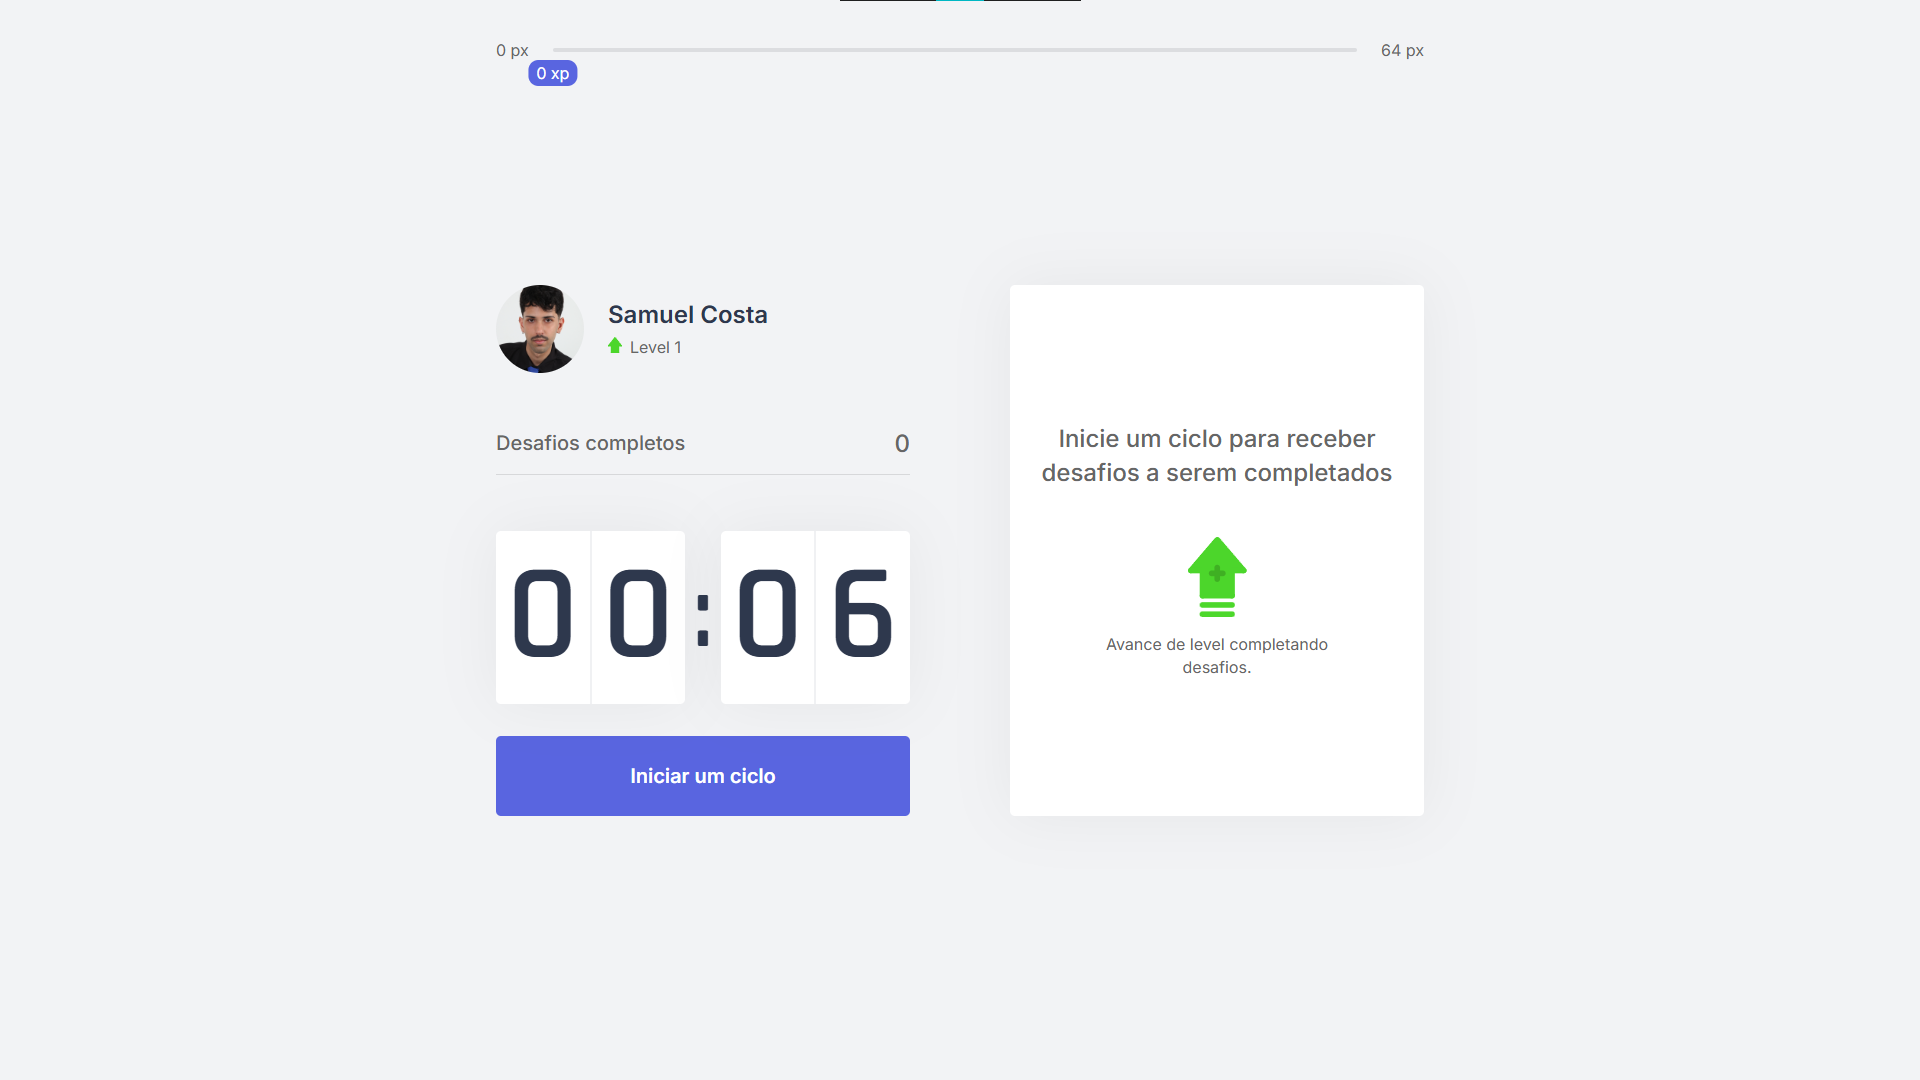 0 px
64 px
0 xp
Samuel Costa
Level 1
Desafios completos
0
00:06
Iniciar um ciclo
Inicie um ciclo para receber
desafios a serem completados
Avance de level completando
desafios.